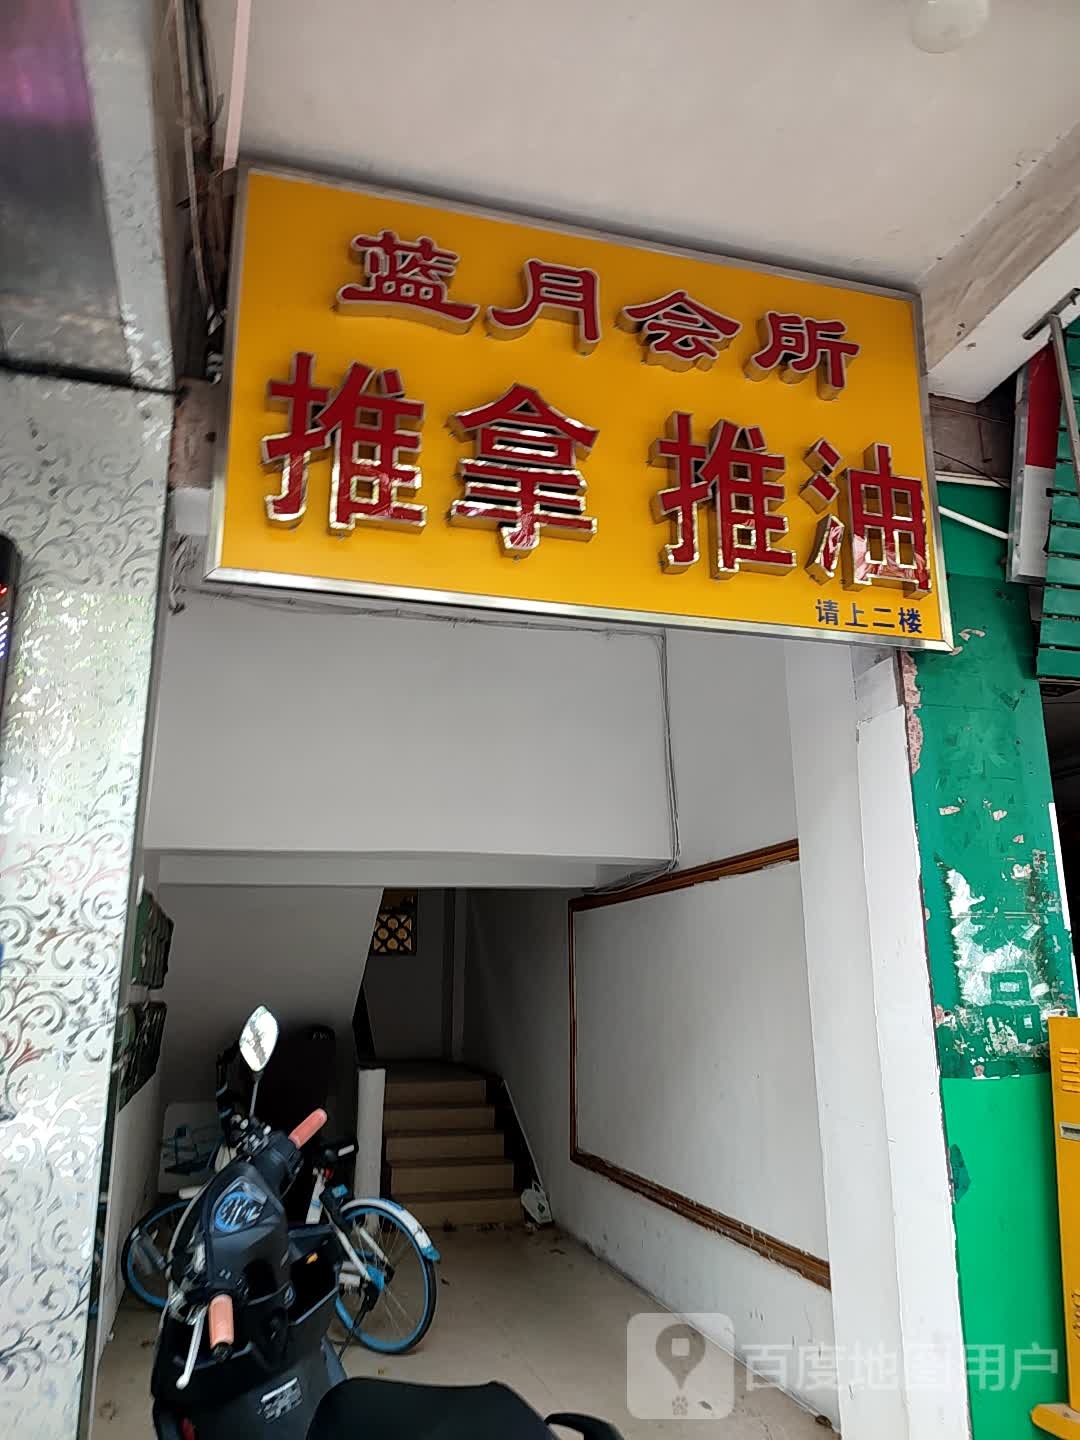 蓝月会所
推拿 推油
请上二楼
百度地图用户